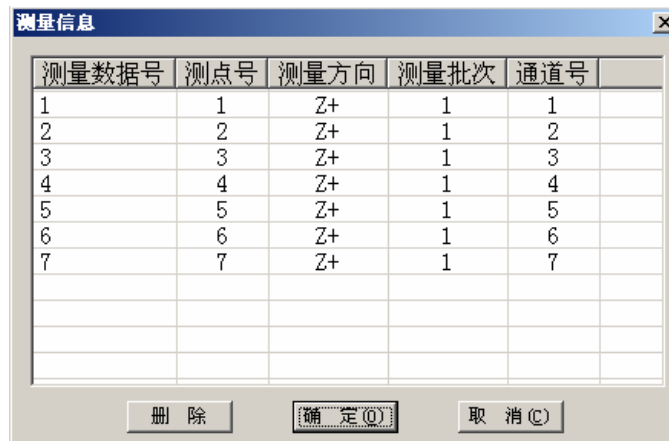 测量信息
测量数据号 测点号 测量方向 测量批次 通道号
1 1 Z+ 1 1
2 2 Z+ 1 2
3 3 Z+ 1 3
4 4 Z+ 1 4
5 5 Z+ 1 5
6 6 Z+ 1 6
7 7 Z+ 1 7
删 除 确 定(O) 取 消(C)